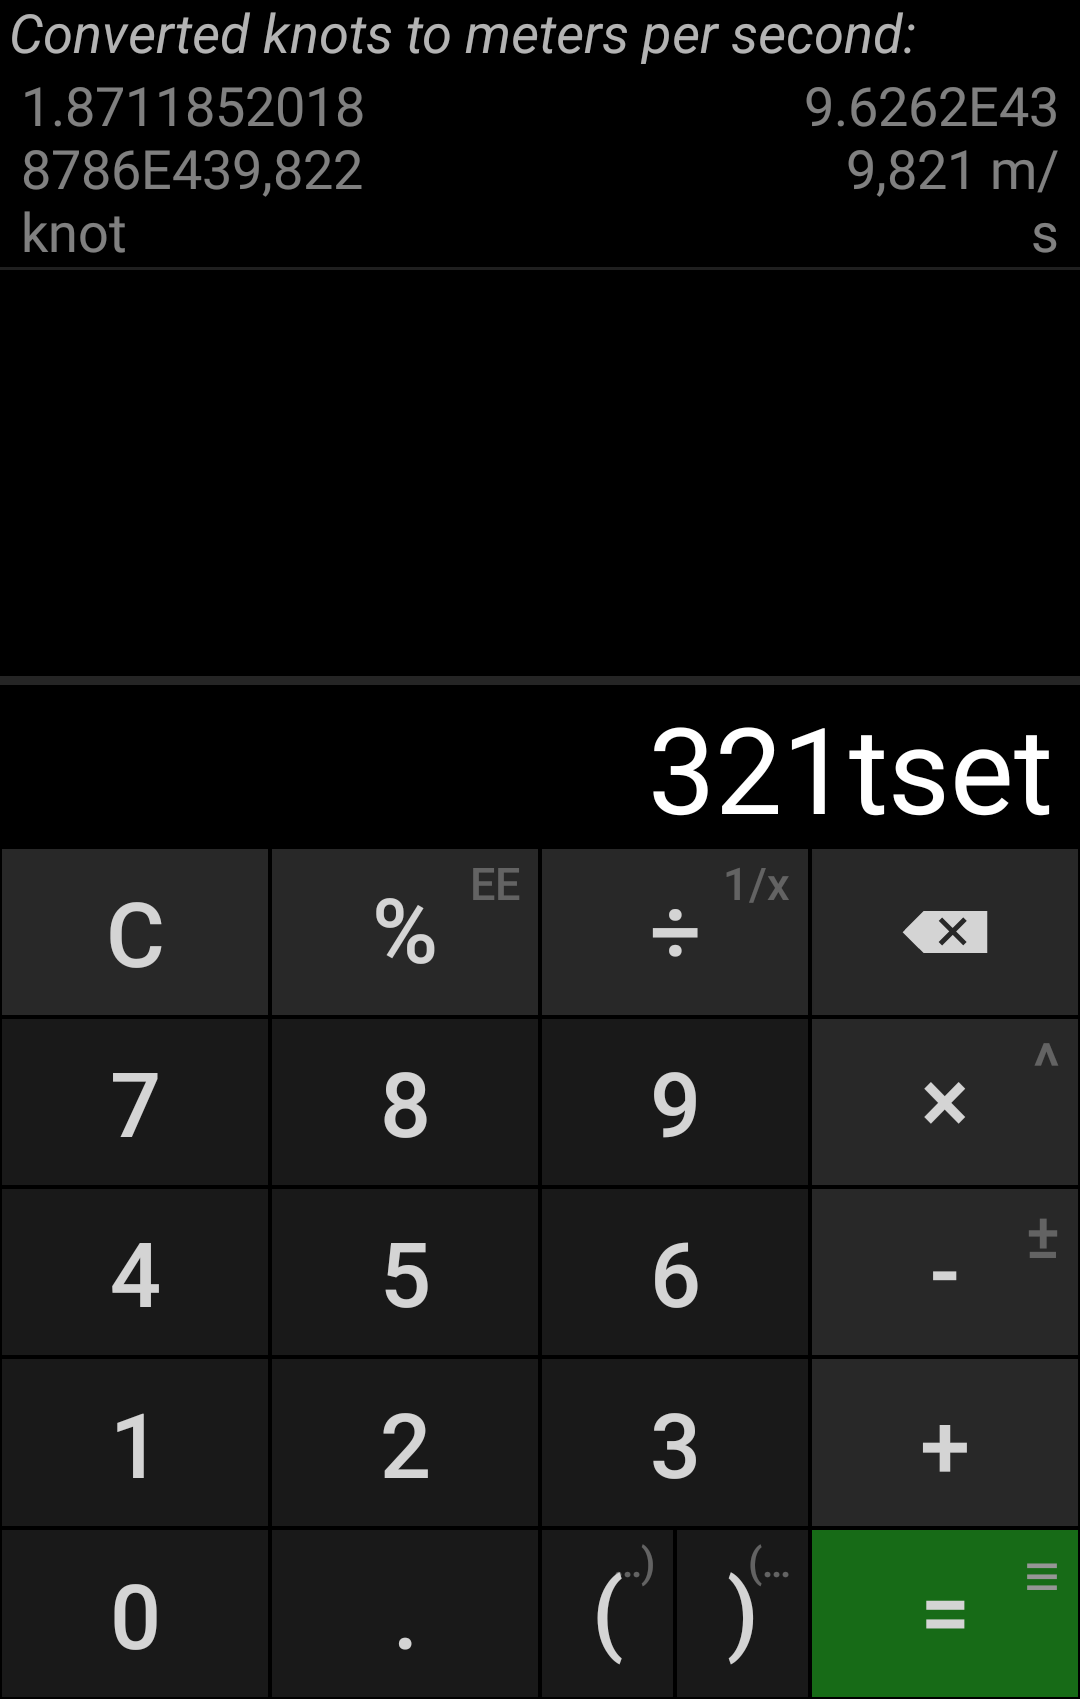 Converted knots to meters per second:
1.8711852018 9.6262E43
8786E439,822 9,821 m/
knot s
321tset
C % EE ÷ 1/x
7 8 9 × ^
4 5 6 - ±
1 2 3 +
0 . ( ..) ) (... = ≡